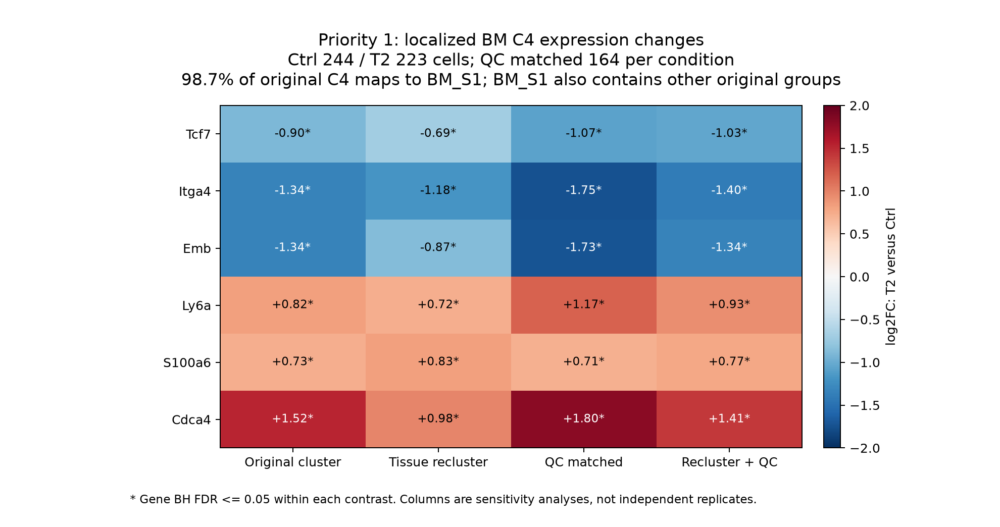 Priority 1: localized BM C4 expression changes
Ctrl 244 / T2 223 cells; QC matched 164 per condition
98.7% of original C4 maps to BM_S1; BM_S1 also contains other original groups
Tcf7 -0.90* -0.69* -1.07* -1.03*
Itga4 -1.34* -1.18* -1.75* -1.40*
Emb -1.34* -0.87* -1.73* -1.34*
Ly6a +0.82* +0.72* +1.17* +0.93*
S100a6 +0.73* +0.83* +0.71* +0.77*
Cdca4 +1.52* +0.98* +1.80* +1.41*
Original cluster Tissue recluster QC matched Recluster + QC
2.0
1.5
1.0
0.5
0.0
−0.5
−1.0
−1.5
−2.0
log2FC: T2 versus Ctrl
* Gene BH FDR <= 0.05 within each contrast. Columns are sensitivity analyses, not independent replicates.